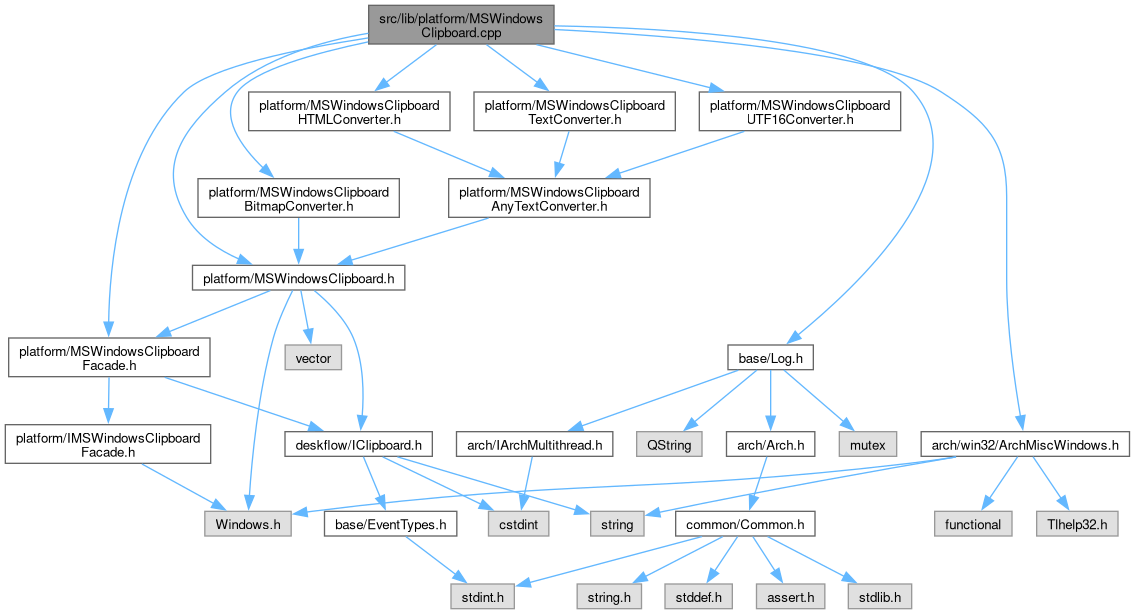 src/lib/platform/MSWindows
Clipboard.cpp
platform/MSWindowsClipboard
HTMLConverter.h
platform/MSWindowsClipboard
TextConverter.h
platform/MSWindowsClipboard
UTF16Converter.h
platform/MSWindowsClipboard
BitmapConverter.h
platform/MSWindowsClipboard
AnyTextConverter.h
platform/MSWindowsClipboard.h
platform/MSWindowsClipboard
Facade.h
vector
base/Log.h
platform/IMSWindowsClipboard
Facade.h
deskflow/IClipboard.h
arch/IArchMultithread.h
QString
arch/Arch.h
mutex
arch/win32/ArchMiscWindows.h
Windows.h
base/EventTypes.h
cstdint
string
common/Common.h
functional
Tlhelp32.h
stdint.h
string.h
stddef.h
assert.h
stdlib.h